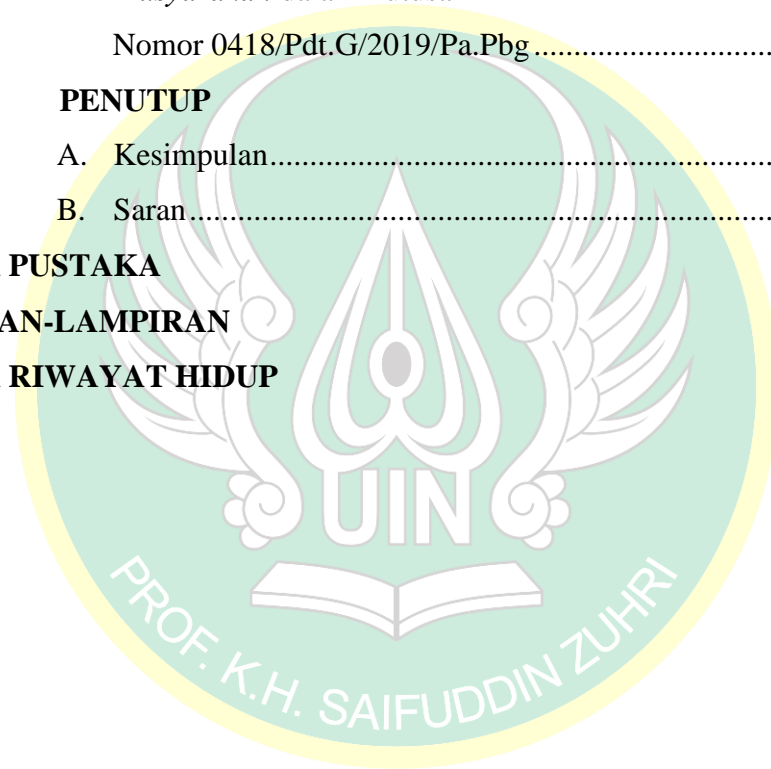 Nomor 0418/Pdt.G/2019/Pa.Pbg........................................
PENUTUP
A. Kesimpulan........................................................................
B. Saran..................................................................................
PUSTAKA
AN-LAMPIRAN
RIWAYAT HIDUP
UIN
PROF. K.H. SAIFUDDIN ZUHRI